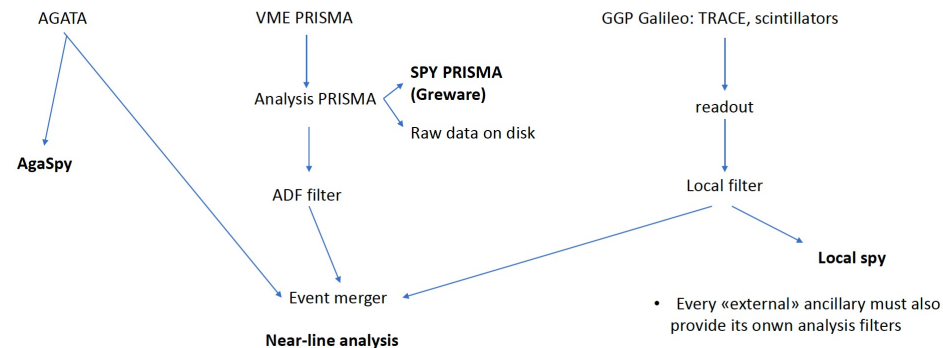 AGATA
VME PRISMA
GGP Galileo: TRACE, scintillators
SPY PRISMA
(Greware)
Analysis PRISMA
readout
Raw data on disk
AgaSpy
ADF filter
Local filter
Local spy
Event merger
• Every «external» ancillary must also
provide its onwn analysis filters
Near-line analysis